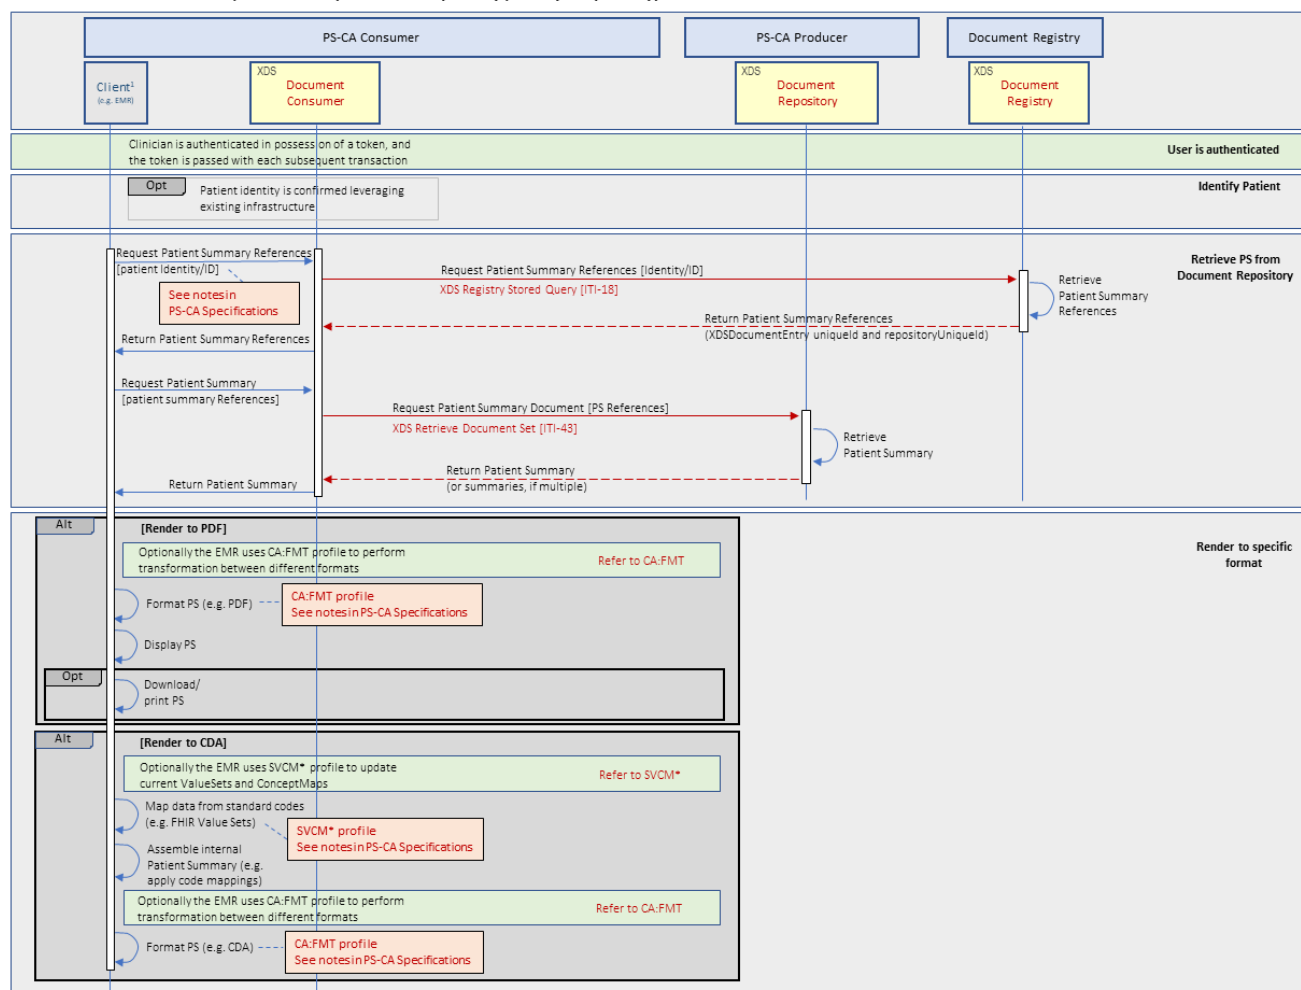 PS-CA Consumer
PS-CA Producer
Document Registry
Client¹
(e.g. EMR)
XDS
Document
Consumer
XDS
Document
Repository
XDS
Document
Registry
Clinician is authenticated in possession of a token, and
the token is passed with each subsequent transaction
User is authenticated
Opt
Patient identity is confirmed leveraging
existing infrastructure
Identify Patient
Retrieve PS from
Document Repository
Request Patient Summary References
[patient Identity/ID]
See notes in
PS-CA Specifications
Request Patient Summary References [Identity/ID]
XDS Registry Stored Query [ITI-18]
Retrieve
Patient Summary
References
Return Patient Summary References
(XDSDocumentEntry uniqueId and repositoryUniqueId)
Return Patient Summary References
Request Patient Summary
[patient summary References]
Request Patient Summary Document [PS References]
XDS Retrieve Document Set [ITI-43]
Retrieve
Patient Summary
Return Patient Summary
(or summaries, if multiple)
Return Patient Summary
Alt
[Render to PDF]
Render to specific
format
Optionally the EMR uses CA:FMT profile to perform
transformation between different formats
Refer to CA:FMT
Format PS (e.g. PDF)
CA:FMT profile
See notes in PS-CA Specifications
Display PS
Opt
Download/
print PS
Alt
[Render to CDA]
Optionally the EMR uses SVCM* profile to update
current ValueSets and ConceptMaps
Refer to SVCM*
Map data from standard codes
(e.g. FHIR Value Sets)
SVCM* profile
See notes in PS-CA Specifications
Assemble internal
Patient Summary (e.g.
apply code mappings)
Optionally the EMR uses CA:FMT profile to perform
transformation between different formats
Refer to CA:FMT
Format PS (e.g. CDA)
CA:FMT profile
See notes in PS-CA Specifications